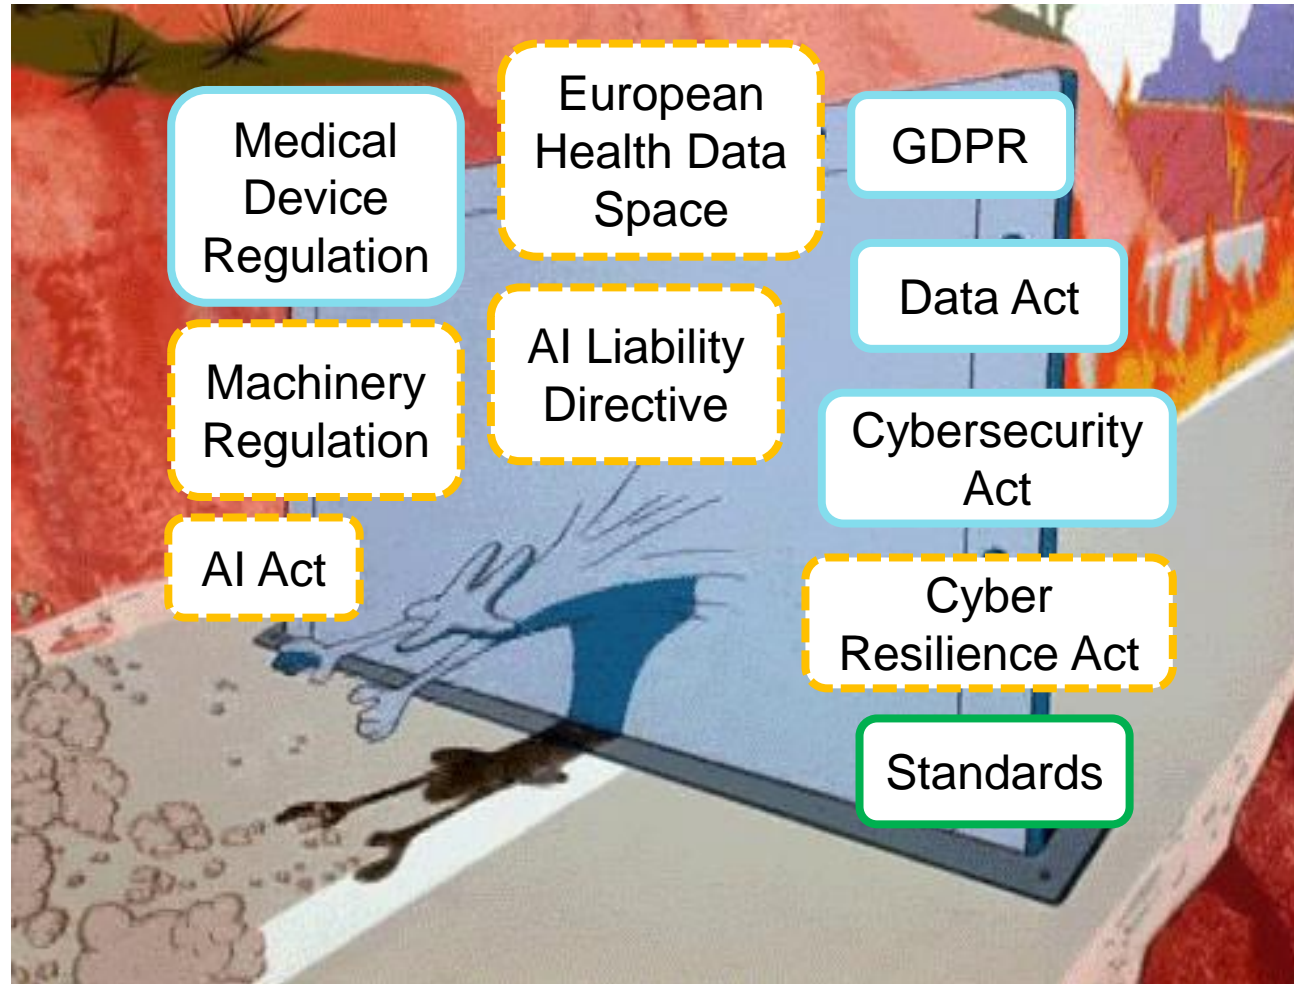 Medical
Device
Regulation
European
Health Data
Space
GDPR
Data Act
Machinery
Regulation
AI Liability
Directive
Cybersecurity
Act
AI Act
Cyber
Resilience Act
Standards